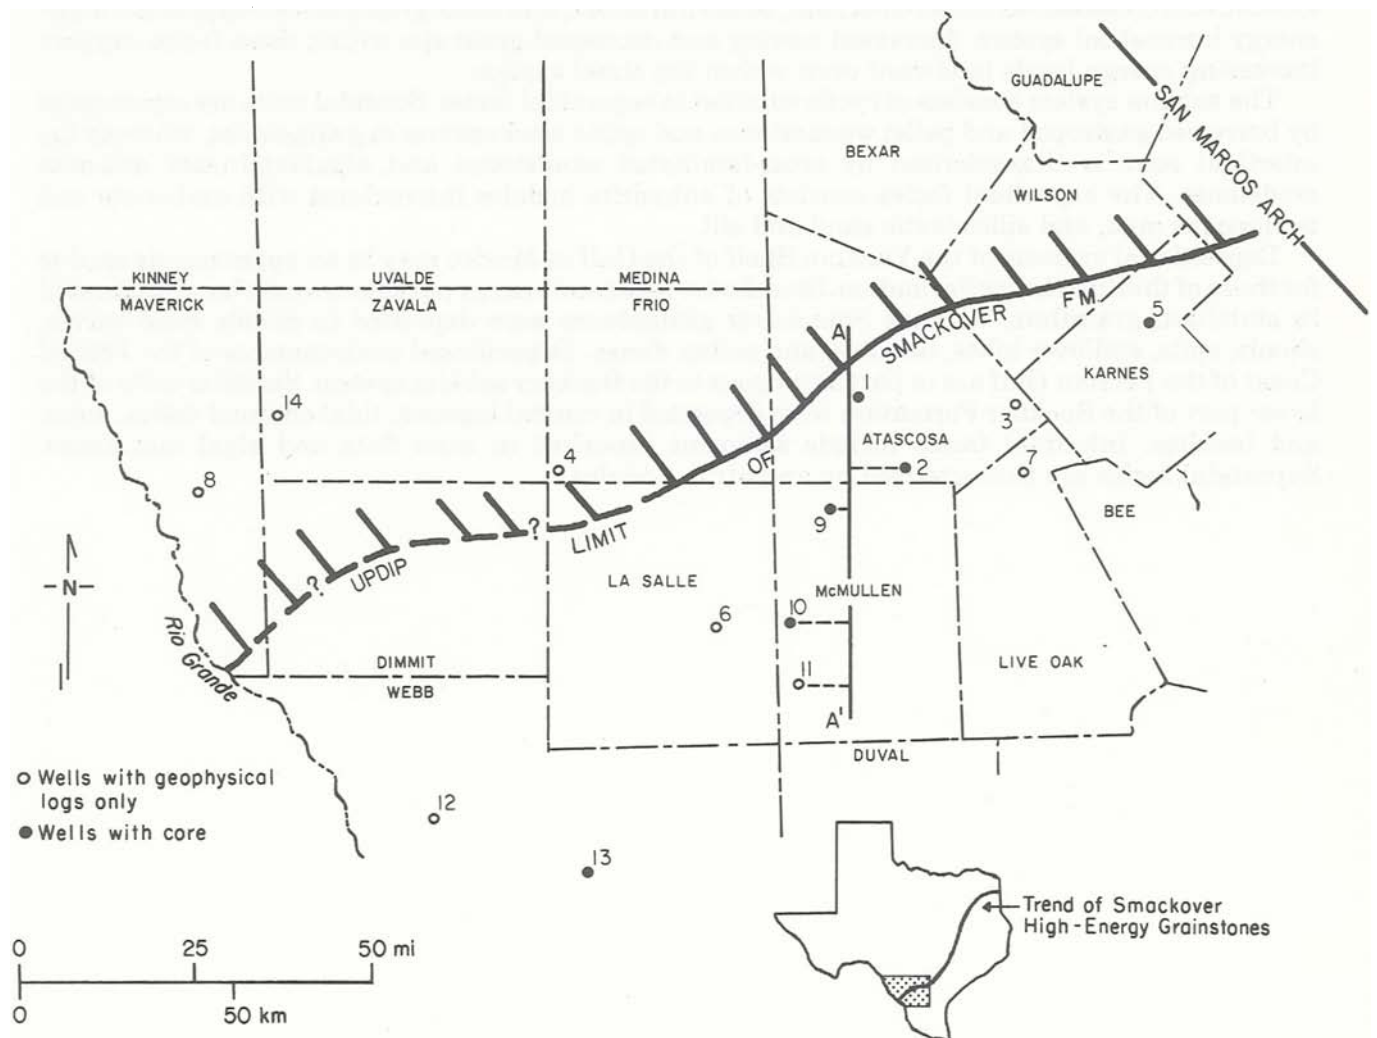 GUADALUPE
SAN MARCOS ARCH
BEXAR
WILSON
KINNEY
MAVERICK
UVALDE
ZAVALA
MEDINA
FRIO
UPDIP LIMIT OF SMACKOVER FM.
A
5
KARNES
14
3
ATASCOSA
4
2
7
8
9
BEE
?
?
-N-
LA SALLE
McMULLEN
6
10
Rio Grande
DIMMIT
WEBB
11
LIVE OAK
A'
DUVAL
Wells with geophysical
logs only
Wells with core
12
13
Trend of Smackover
High-Energy Grainstones
0 25 50 mi
0 50 km